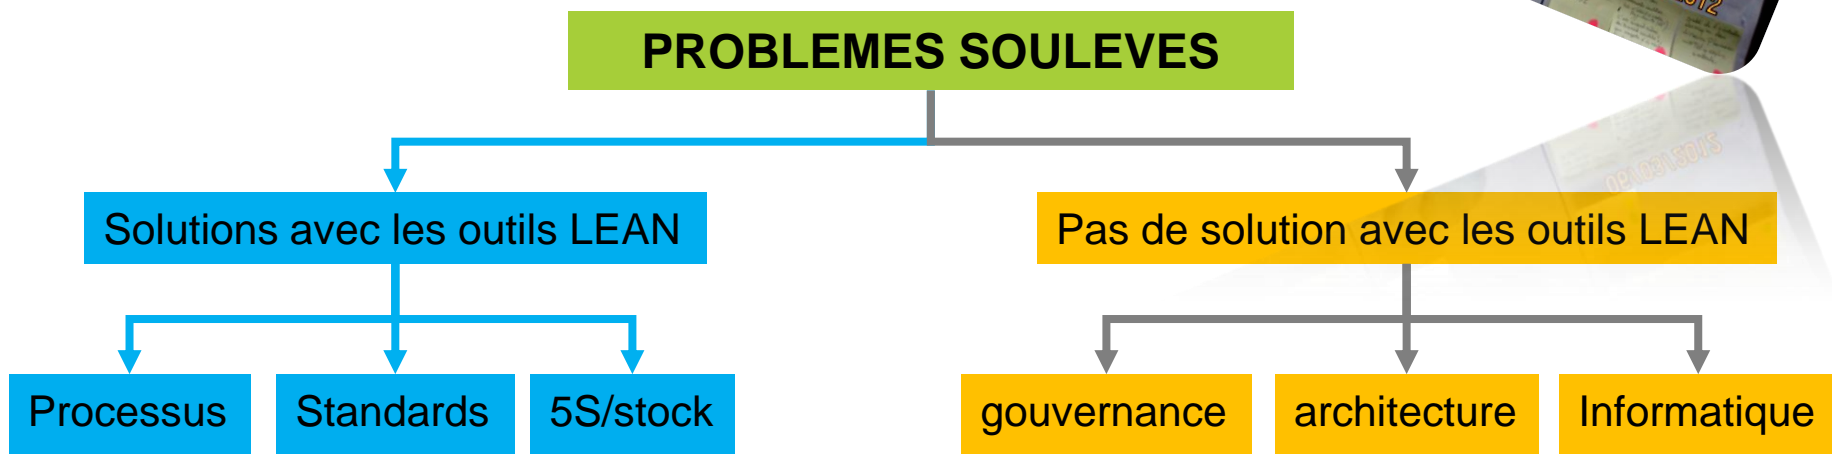 PROBLEMES SOULEVES
Solutions avec les outils LEAN
Pas de solution avec les outils LEAN
Processus
Standards
5S/stock
gouvernance
architecture
Informatique